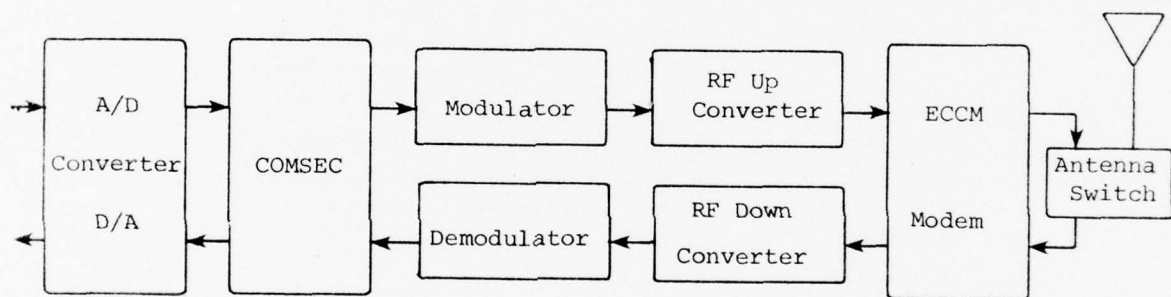 A/D
Converter
D/A
COMSEC
Modulator
Demodulator
RF Up
Converter
RF Down
Converter
ECCM
Modem
Antenna
Switch